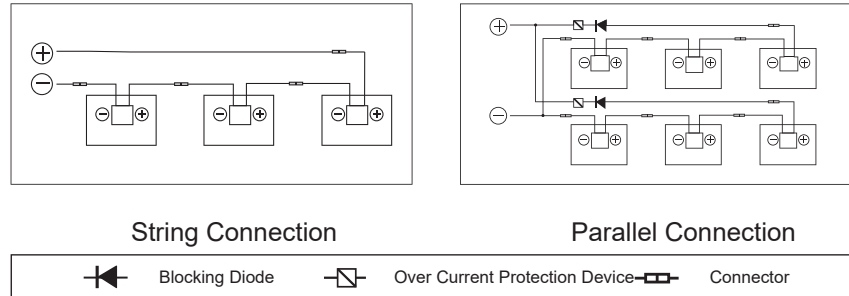 String Connection
Parallel Connection
Blocking Diode Over Current Protection Device Connector